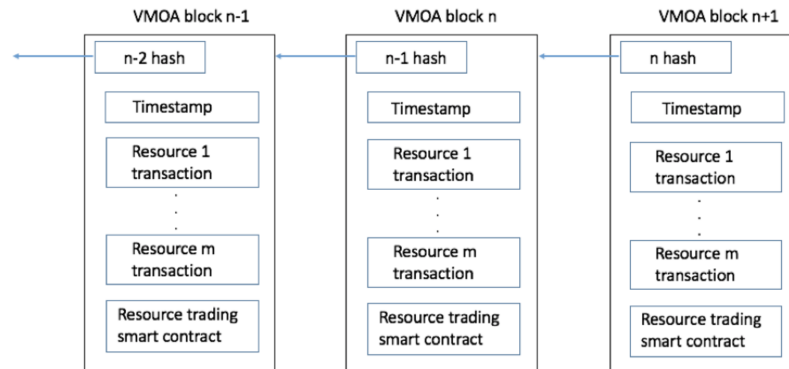 VMOA block n-1
n-2 hash
Timestamp
Resource 1
transaction
Resource m
transaction
Resource trading
smart contract
VMOA block n
n-1 hash
Timestamp
Resource 1
transaction
Resource m
transaction
Resource trading
smart contract
VMOA block n+1
n hash
Timestamp
Resource 1
transaction
Resource m
transaction
Resource trading
smart contract